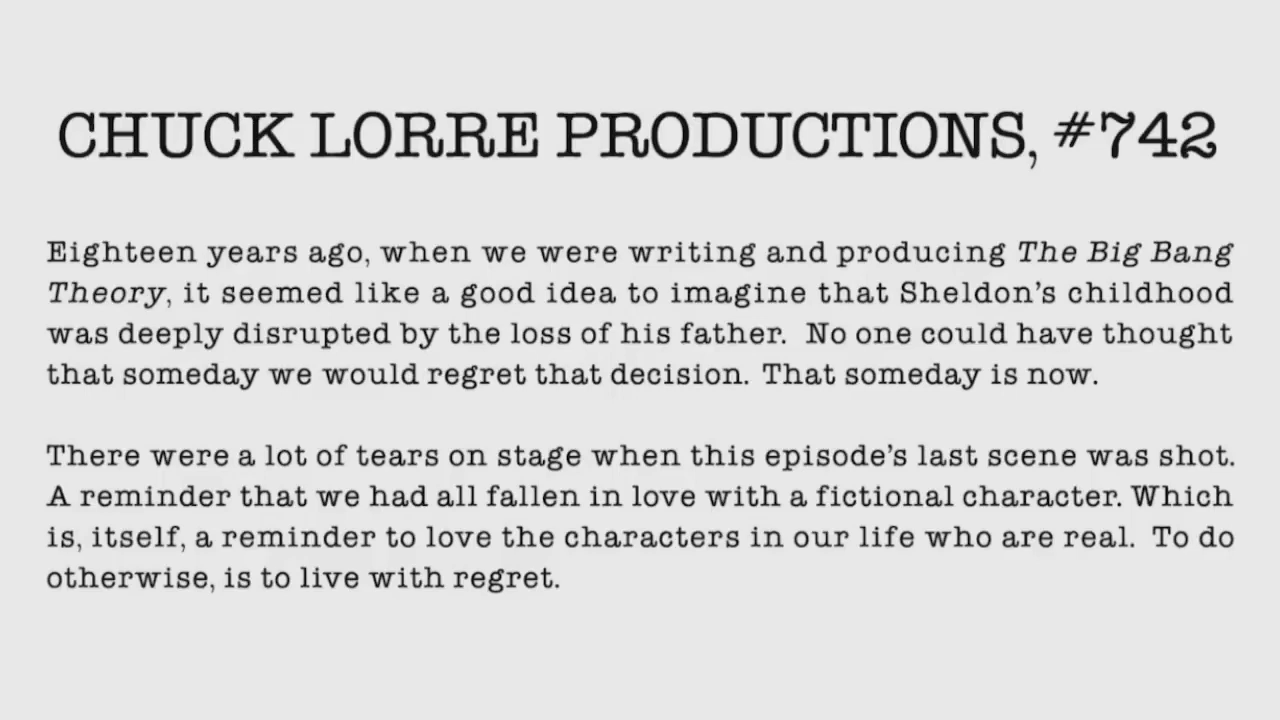 CHUCK LORRE PRODUCTIONS, #742
Eighteen years ago, when we were writing and producing The Big Bang
Theory, it seemed like a good idea to imagine that Sheldon’s childhood
was deeply disrupted by the loss of his father.  No one could have thought
that someday we would regret that decision. That someday is now.
There were a lot of tears on stage when this episode’s last scene was shot.
A reminder that we had all fallen in love with a fictional character. Which
is, itself, a reminder to love the characters in our life who are real.  To do
otherwise, is to live with regret.